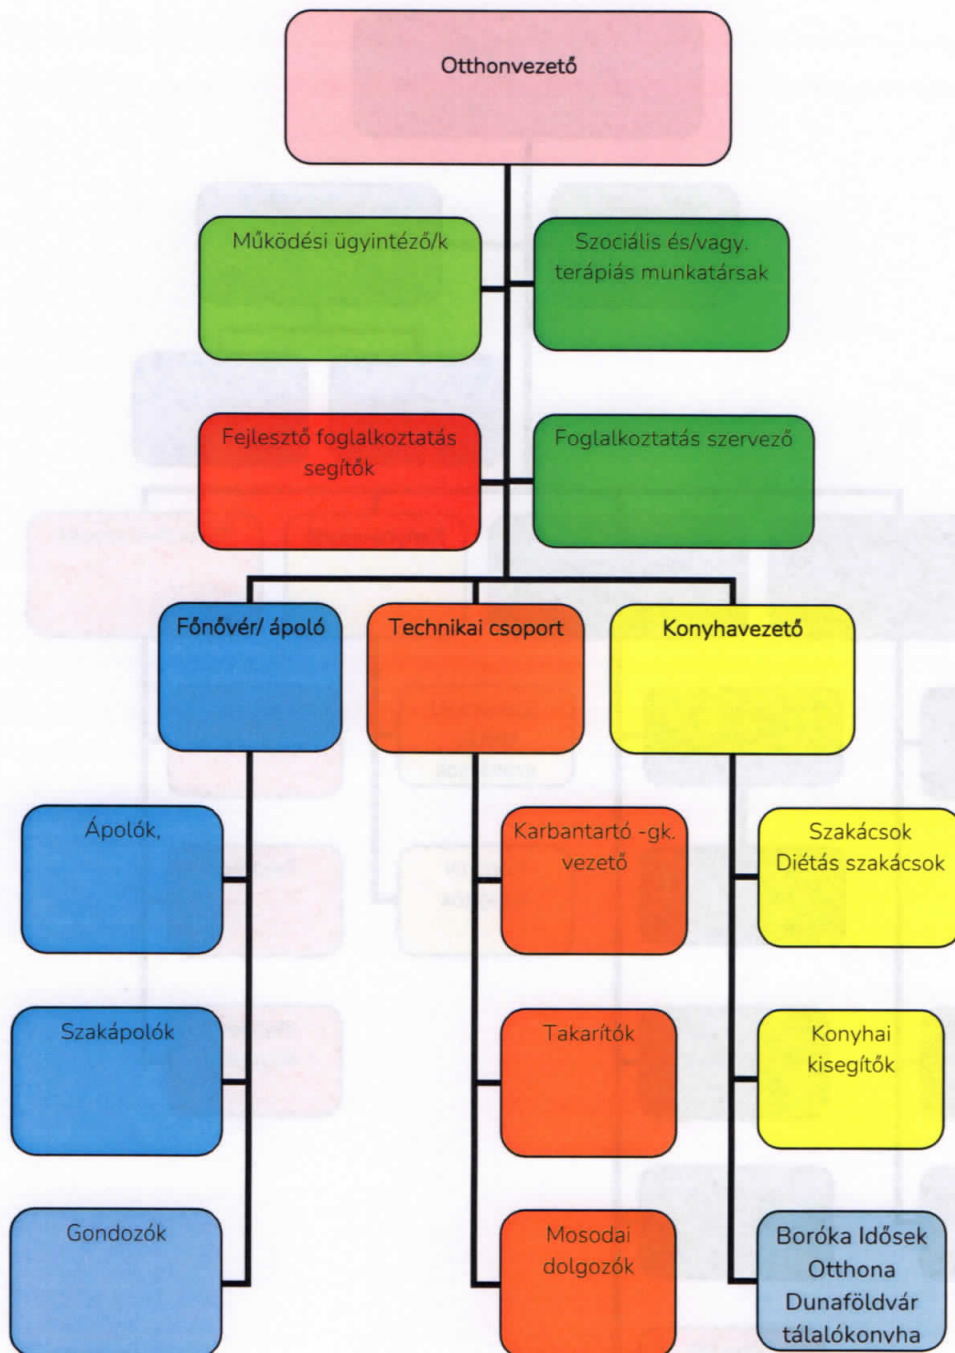 Otthonvezető
Működési ügyintéző/k
Szociális és/vagy.
terápiás munkatársak
Fejlesztő foglalkoztatás
segítők
Foglalkoztatás szervező
Főnővér/ ápoló
Technikai csoport
Konyhavezető
Ápolók,
Karbantartó -gk.
vezető
Szakácsok
Diétás szakácsok
Szakápolók
Takarítók
Konyhai
kisegítők
Gondozók
Mosodai
dolgozók
Boróka Idősek
Otthona
Dunaföldvár
tálalókonyha